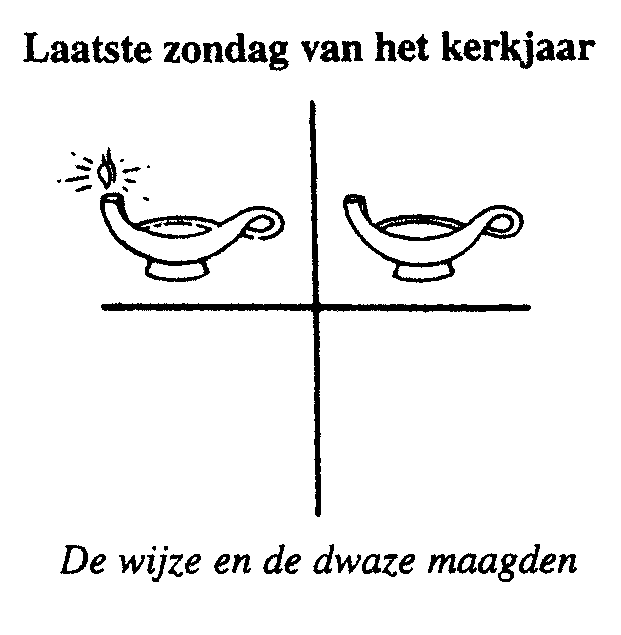 Laatste zondag van het kerkjaar
De wijze en de dwaze maagden